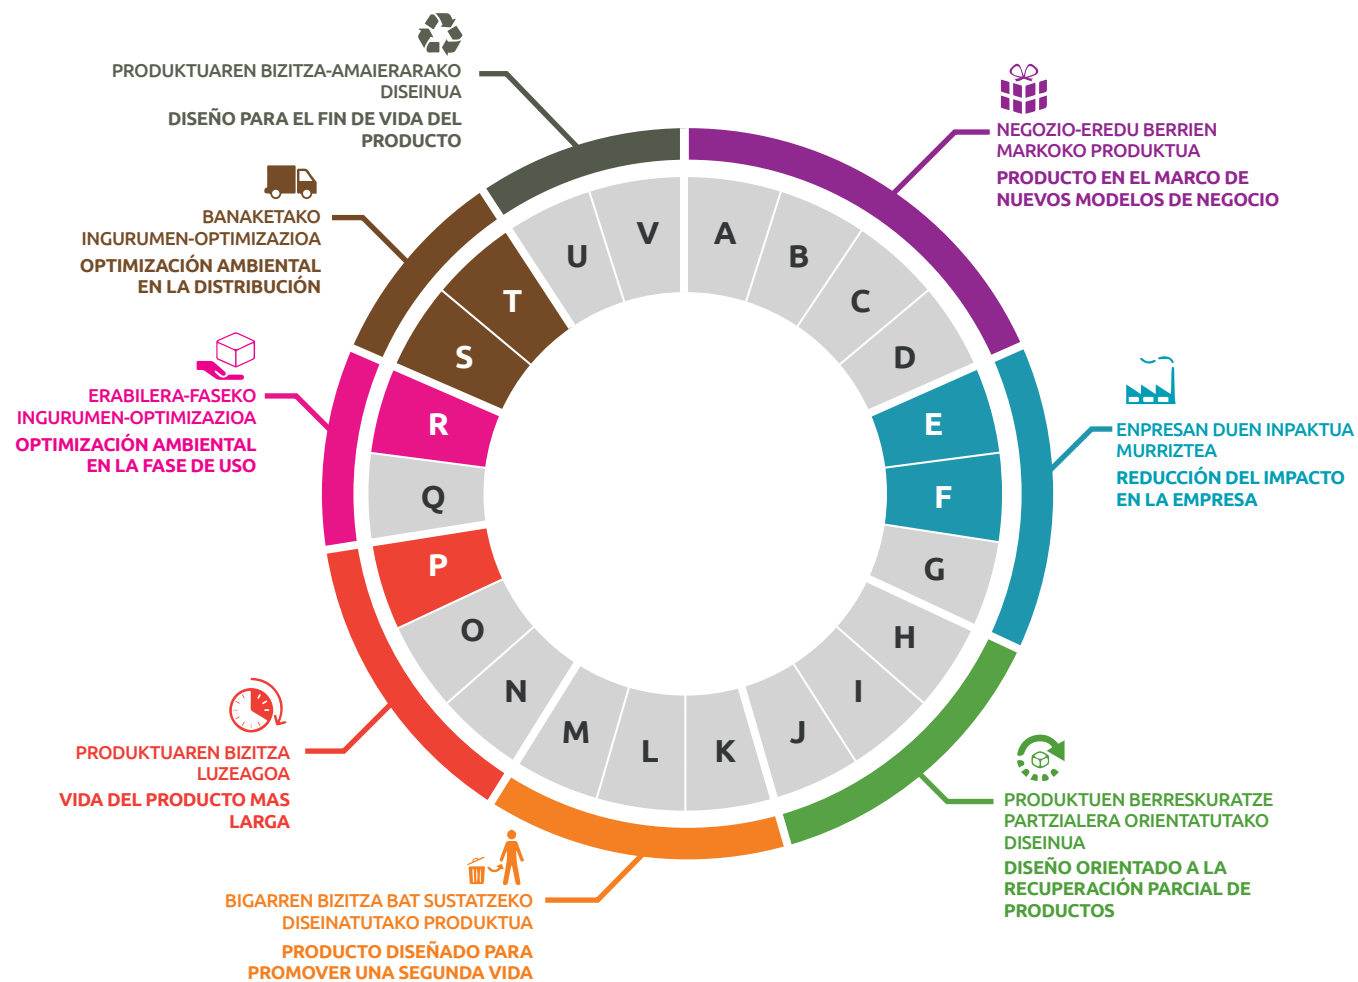 PRODUKTUAREN BIZITZA-AMAIERARAKO
DISEINUA
DISEÑO PARA EL FIN DE VIDA DEL
PRODUCTO
NEGOZIO-EREDU BERRIEN
MARKOKO PRODUKTUA
PRODUCTO EN EL MARCO DE
NUEVOS MODELOS DE NEGOCIO
BANAKETAKO
INGURUMEN-OPTIMIZAZIOA
OPTIMIZACIÓN AMBIENTAL
EN LA DISTRIBUCIÓN
ERABILERA-FASEKO
INGURUMEN-OPTIMIZAZIOA
OPTIMIZACIÓN AMBIENTAL
EN LA FASE DE USO
ENPRESAN DUEN INPAKTUA
MURRIZTEA
REDUCCIÓN DEL IMPACTO
EN LA EMPRESA
PRODUKTUAREN BIZITZA
LUZEAGOA
VIDA DEL PRODUCTO MAS
LARGA
PRODUKTUEN BERRESKURATZE
PARTZIALERA ORIENTATUTAKO
DISEINUA
DISEÑO ORIENTADO A LA
RECUPERACIÓN PARCIAL DE
PRODUCTOS
BIGARREN BIZITZA BAT SUSTATZEKO
DISEINATUTAKO PRODUKTUA
PRODUCTO DISEÑADO PARA
PROMOVER UNA SEGUNDA VIDA
A
B
C
D
E
F
G
H
I
J
K
L
M
N
O
P
Q
R
S
T
U
V